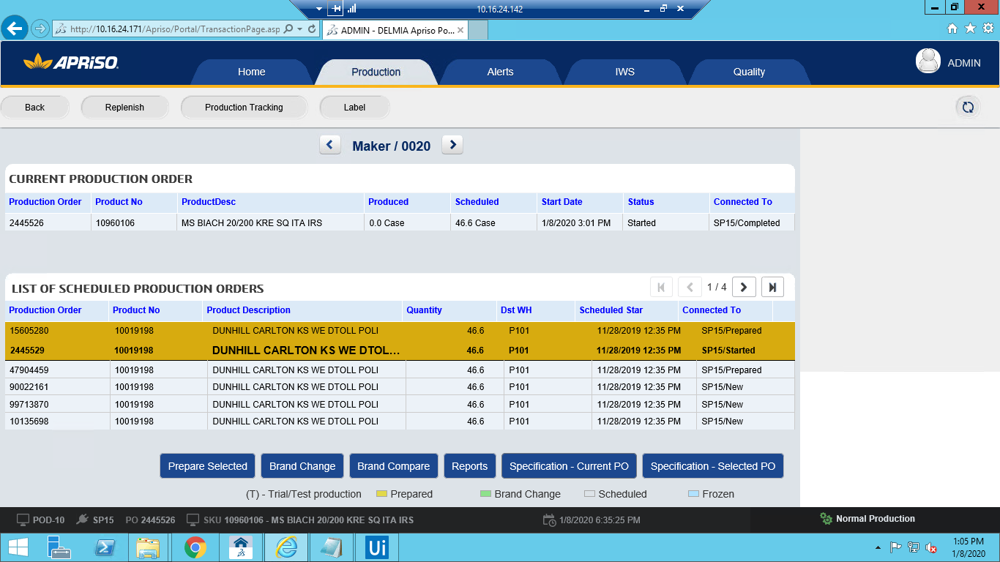 10.16.24.142
http://10.16.24.171/Apriso/Portal/TransactionPage.asp
ADMIN - DELMIA Apriso Po...
APRISO
Home
Production
Alerts
IWS
Quality
ADMIN
Back
Replenish
Production Tracking
Label
Maker / 0020
CURRENT PRODUCTION ORDER
Production Order Product No ProductDesc Produced Scheduled Start Date Status Connected To
2445526 10960106 MS BIACH 20/200 KRE SQ ITA IRS 0.0 Case 46.6 Case 1/8/2020 3:01 PM Started SP15/Completed
LIST OF SCHEDULED PRODUCTION ORDERS
1 / 4
Production Order Product No Product Description Quantity Dst WH Scheduled Star Connected To
15605280 10019198 DUNHILL CARLTON KS WE DTOLL POLI 46.6 P101 11/28/2019 12:35 PM SP15/Prepared
2445529 10019198 DUNHILL CARLTON KS WE DTOL... 46.6 P101 11/28/2019 12:35 PM SP15/Started
47904459 10019198 DUNHILL CARLTON KS WE DTOLL POLI 46.6 P101 11/28/2019 12:35 PM SP15/Prepared
90022161 10019198 DUNHILL CARLTON KS WE DTOLL POLI 46.6 P101 11/28/2019 12:35 PM SP15/New
99713870 10019198 DUNHILL CARLTON KS WE DTOLL POLI 46.6 P101 11/28/2019 12:35 PM SP15/New
10135698 10019198 DUNHILL CARLTON KS WE DTOLL POLI 46.6 P101 11/28/2019 12:35 PM SP15/New
Prepare Selected
Brand Change
Brand Compare
Reports
Specification - Current PO
Specification - Selected PO
(T) - Trial/Test production
Prepared
Brand Change
Scheduled
Frozen
POD-10
SP15
PO 2445526
SKU 10960106 - MS BIACH 20/200 KRE SQ ITA IRS
1/8/2020 6:35:25 PM
Normal Production
Ui
1:05 PM
1/8/2020